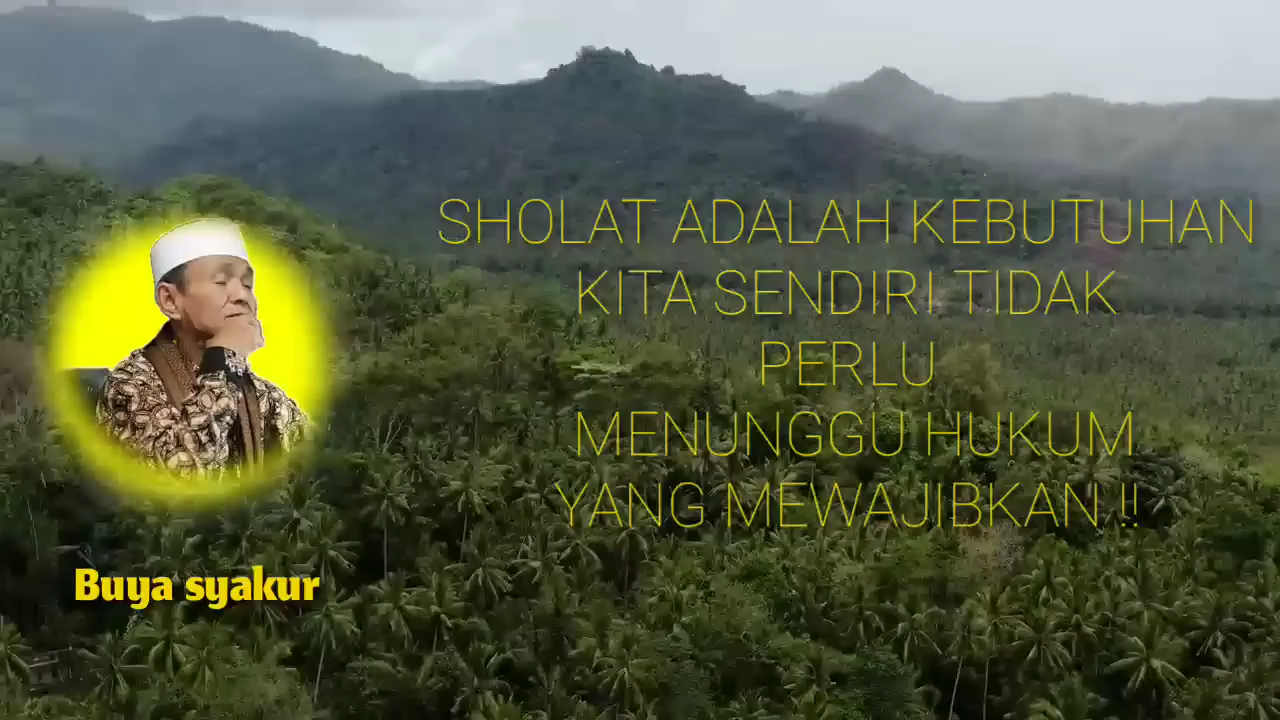 SHOLAT ADALAH KEBUTUHAN
KITA SENDIRI TIDAK
PERLU
MENUNGGU HUKUM
YANG MEWAJIBKAN !!
Buya syakur